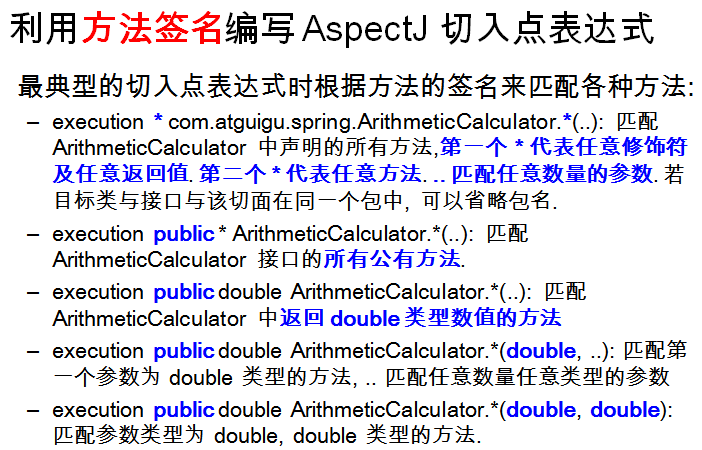 利用方法签名编写 AspectJ 切入点表达式
最典型的切入点表达式时根据方法的签名来匹配各种方法:
– execution * com.atguigu.spring.ArithmeticCalculator.*(..): 匹配
ArithmeticCalculator 中声明的所有方法,第一个 * 代表任意修饰符
及任意返回值. 第二个 * 代表任意方法. .. 匹配任意数量的参数. 若
目标类与接口与该切面在同一个包中, 可以省略包名.
– execution public * ArithmeticCalculator.*(..): 匹配
ArithmeticCalculator 接口的所有公有方法.
– execution public double ArithmeticCalculator.*(..): 匹配
ArithmeticCalculator 中返回 double 类型数值的方法
– execution public double ArithmeticCalculator.*(double, ..): 匹配第
一个参数为 double 类型的方法, .. 匹配任意数量任意类型的参数
– execution public double ArithmeticCalculator.*(double, double):
匹配参数类型为 double, double 类型的方法.